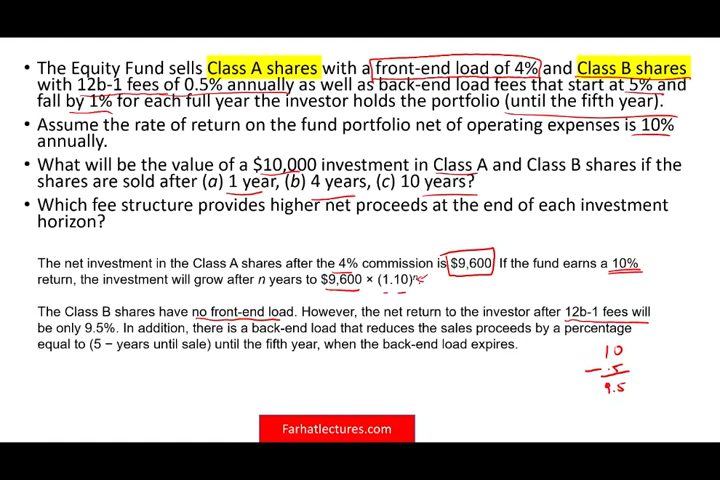 • The Equity Fund sells Class A shares with a front-end load of 4% and Class B shares
with 12b-1 fees of 0.5% annually as well as back-end load fees that start at 5% and
fall by 1% for each full year the investor holds the portfolio (until the fifth year).
• Assume the rate of return on the fund portfolio net of operating expenses is 10%
annually.
• What will be the value of a $10,000 investment in Class A and Class B shares if the
shares are sold after (a) 1 year, (b) 4 years, (c) 10 years?
• Which fee structure provides higher net proceeds at the end of each investment
horizon?
The net investment in the Class A shares after the 4% commission is $9,600. If the fund earns a 10%
return, the investment will grow after n years to $9,600 × (1.10)ⁿ
The Class B shares have no front-end load. However, the net return to the investor after 12b-1 fees will
be only 9.5%. In addition, there is a back-end load that reduces the sales proceeds by a percentage
equal to (5 − years until sale) until the fifth year, when the back-end load expires.
10
− .5
9.5
Farhatlectures.com